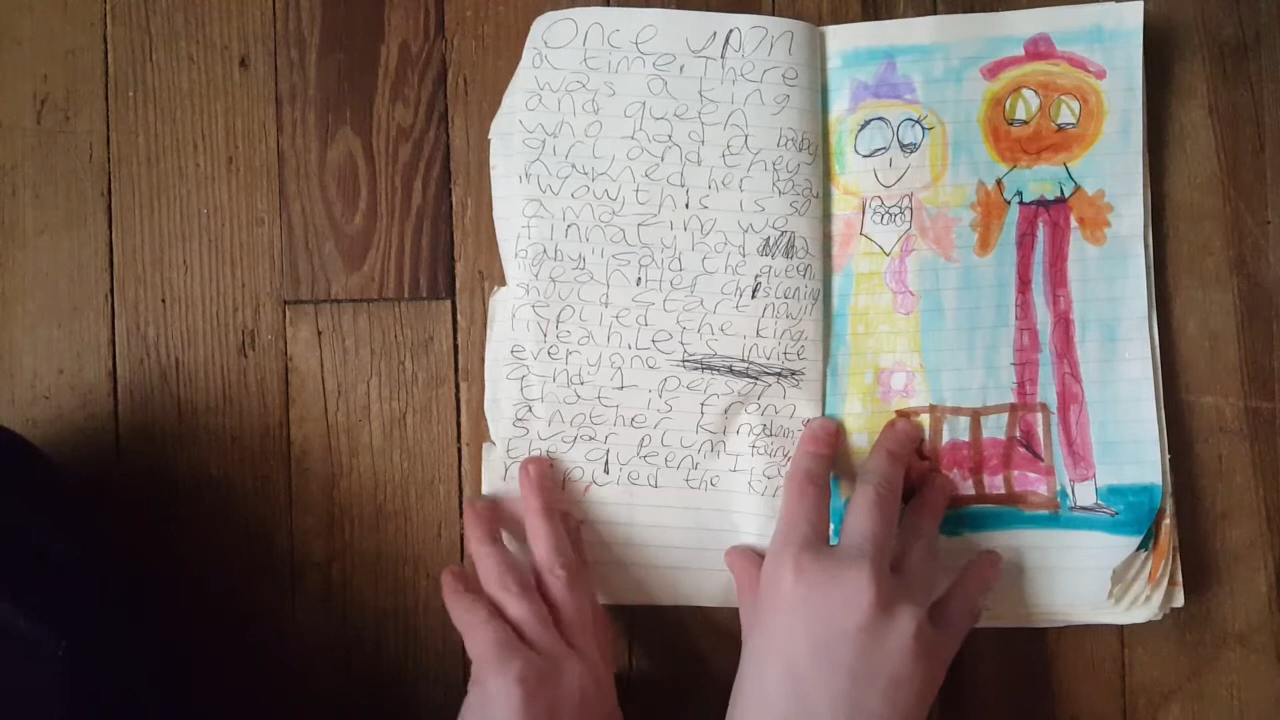 Once upon
a time. There
was a king
and queen
who had a baby
girl and they
nawmed her Rosa.
"Wow, this is so
amazing we
finnaly had a
baby," said the queen.
"Yeah. Her chrisening
should start now,"
replied the king.
"Yeah. Let's invite
everyone
and 1 person
that is from
another kingdom
Sugar plum fairy
the queen. I
replied the